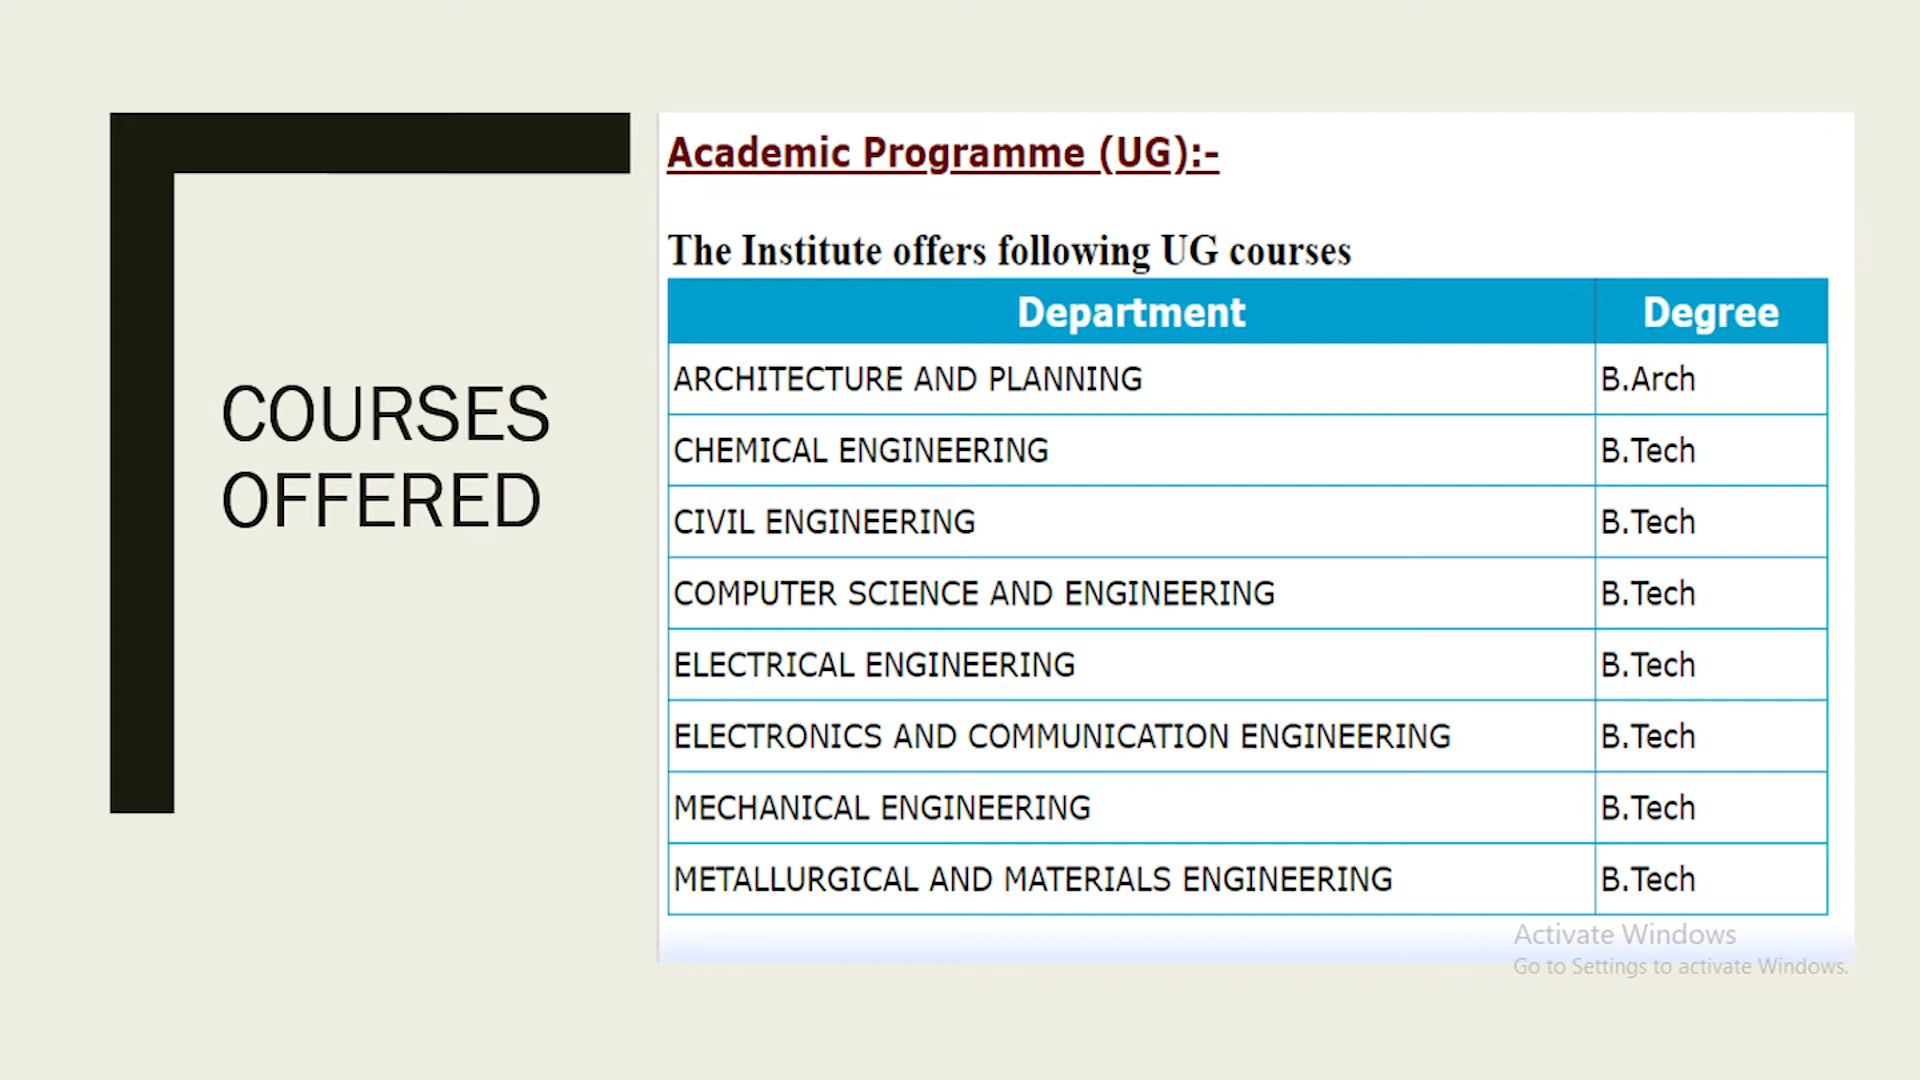 COURSES
OFFERED
Academic Programme (UG):-
The Institute offers following UG courses
Department Degree
ARCHITECTURE AND PLANNING B.Arch
CHEMICAL ENGINEERING B.Tech
CIVIL ENGINEERING B.Tech
COMPUTER SCIENCE AND ENGINEERING B.Tech
ELECTRICAL ENGINEERING B.Tech
ELECTRONICS AND COMMUNICATION ENGINEERING B.Tech
MECHANICAL ENGINEERING B.Tech
METALLURGICAL AND MATERIALS ENGINEERING B.Tech
Activate Windows
Go to Settings to activate Windows.